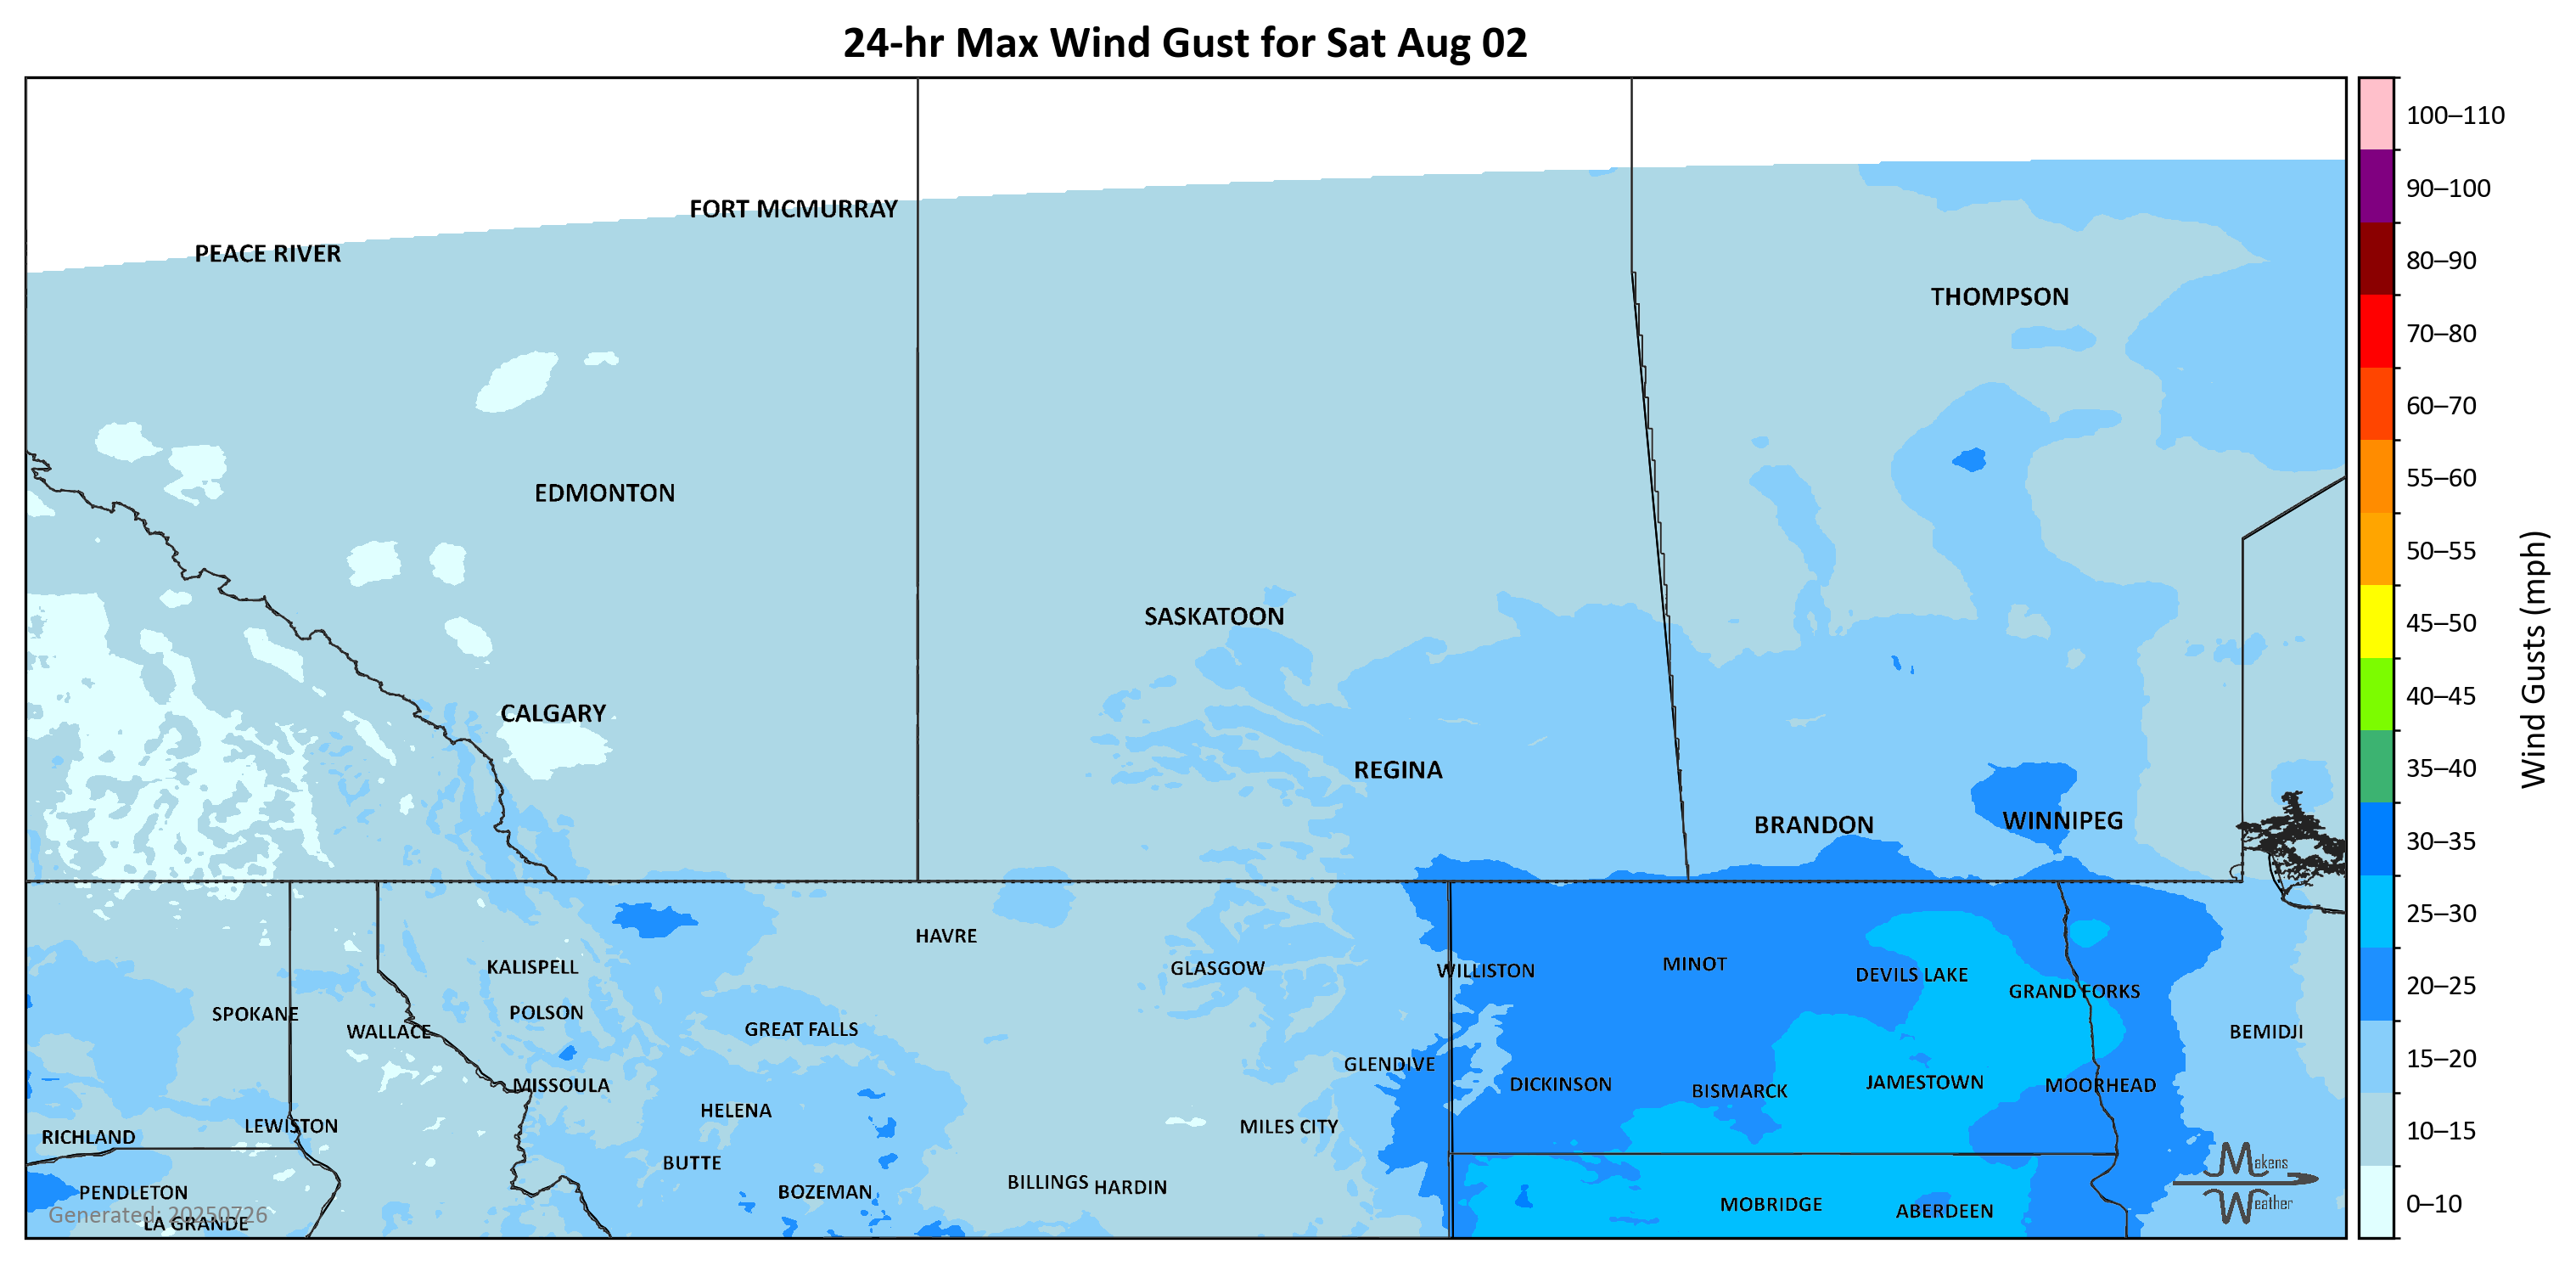 24-hr Max Wind Gust for Sat Aug 02
100–110
90–100
80–90
70–80
60–70
55–60
50–55
45–50
40–45
35–40
30–35
25–30
20–25
15–20
10–15
0–10
Wind Gusts (mph)
FORT MCMURRAY
PEACE RIVER
THOMPSON
EDMONTON
SASKATOON
CALGARY
REGINA
WINNIPEG
BRANDON
HAVRE
MINOT
KALISPELL
GLASGOW
WILLISTON
DEVILS LAKE
GRAND FORKS
POLSON
SPOKANE
GREAT FALLS
WALLACE
BEMIDJI
GLENDIVE
DICKINSON
JAMESTOWN
MISSOULA
MOORHEAD
BISMARCK
HELENA
LEWISTON
MILES CITY
RICHLAND
BUTTE
BILLINGS
HARDIN
PENDLETON
BOZEMAN
MOBRIDGE
ABERDEEN
LA GRANDE
Generated: 20250726
Makens
Weather